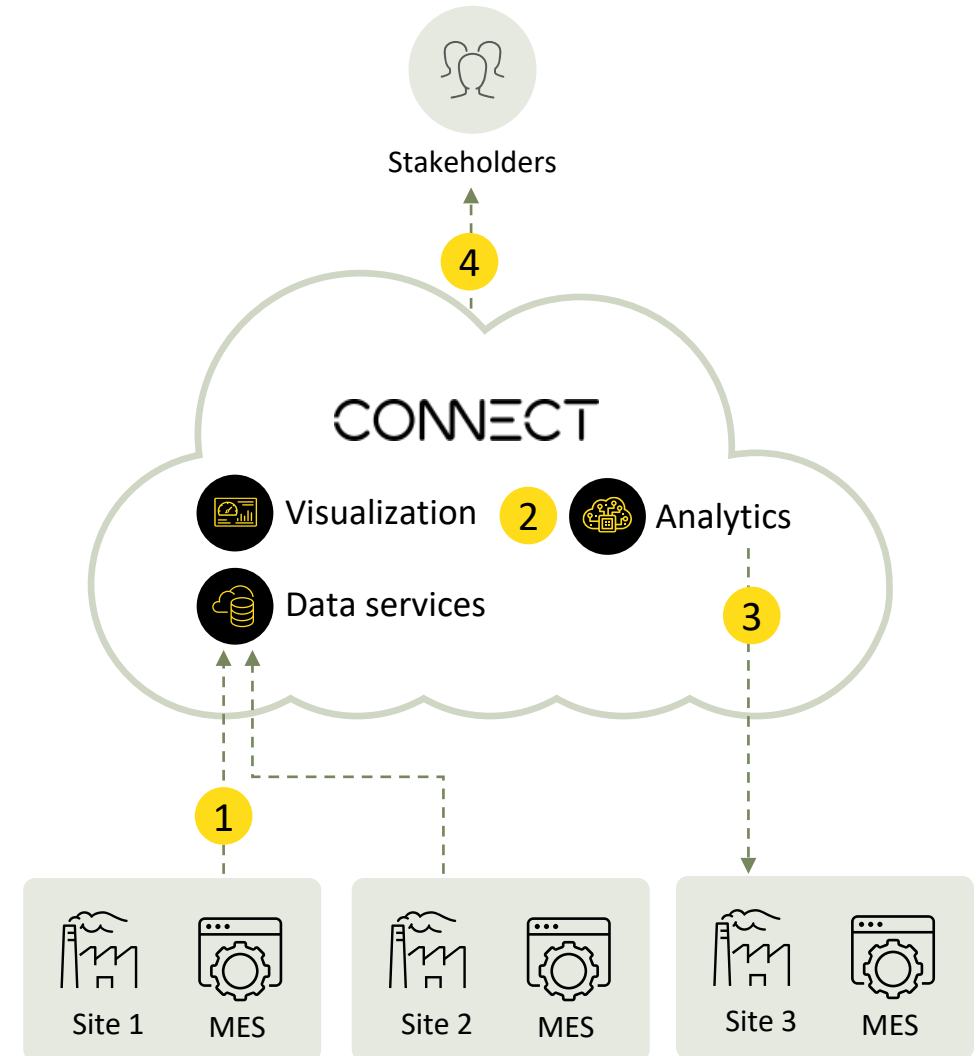 Stakeholders
4
CONNECT
Visualization
2
Analytics
Data services
3
1
Site 1
MES
Site 2
MES
Site 3
MES